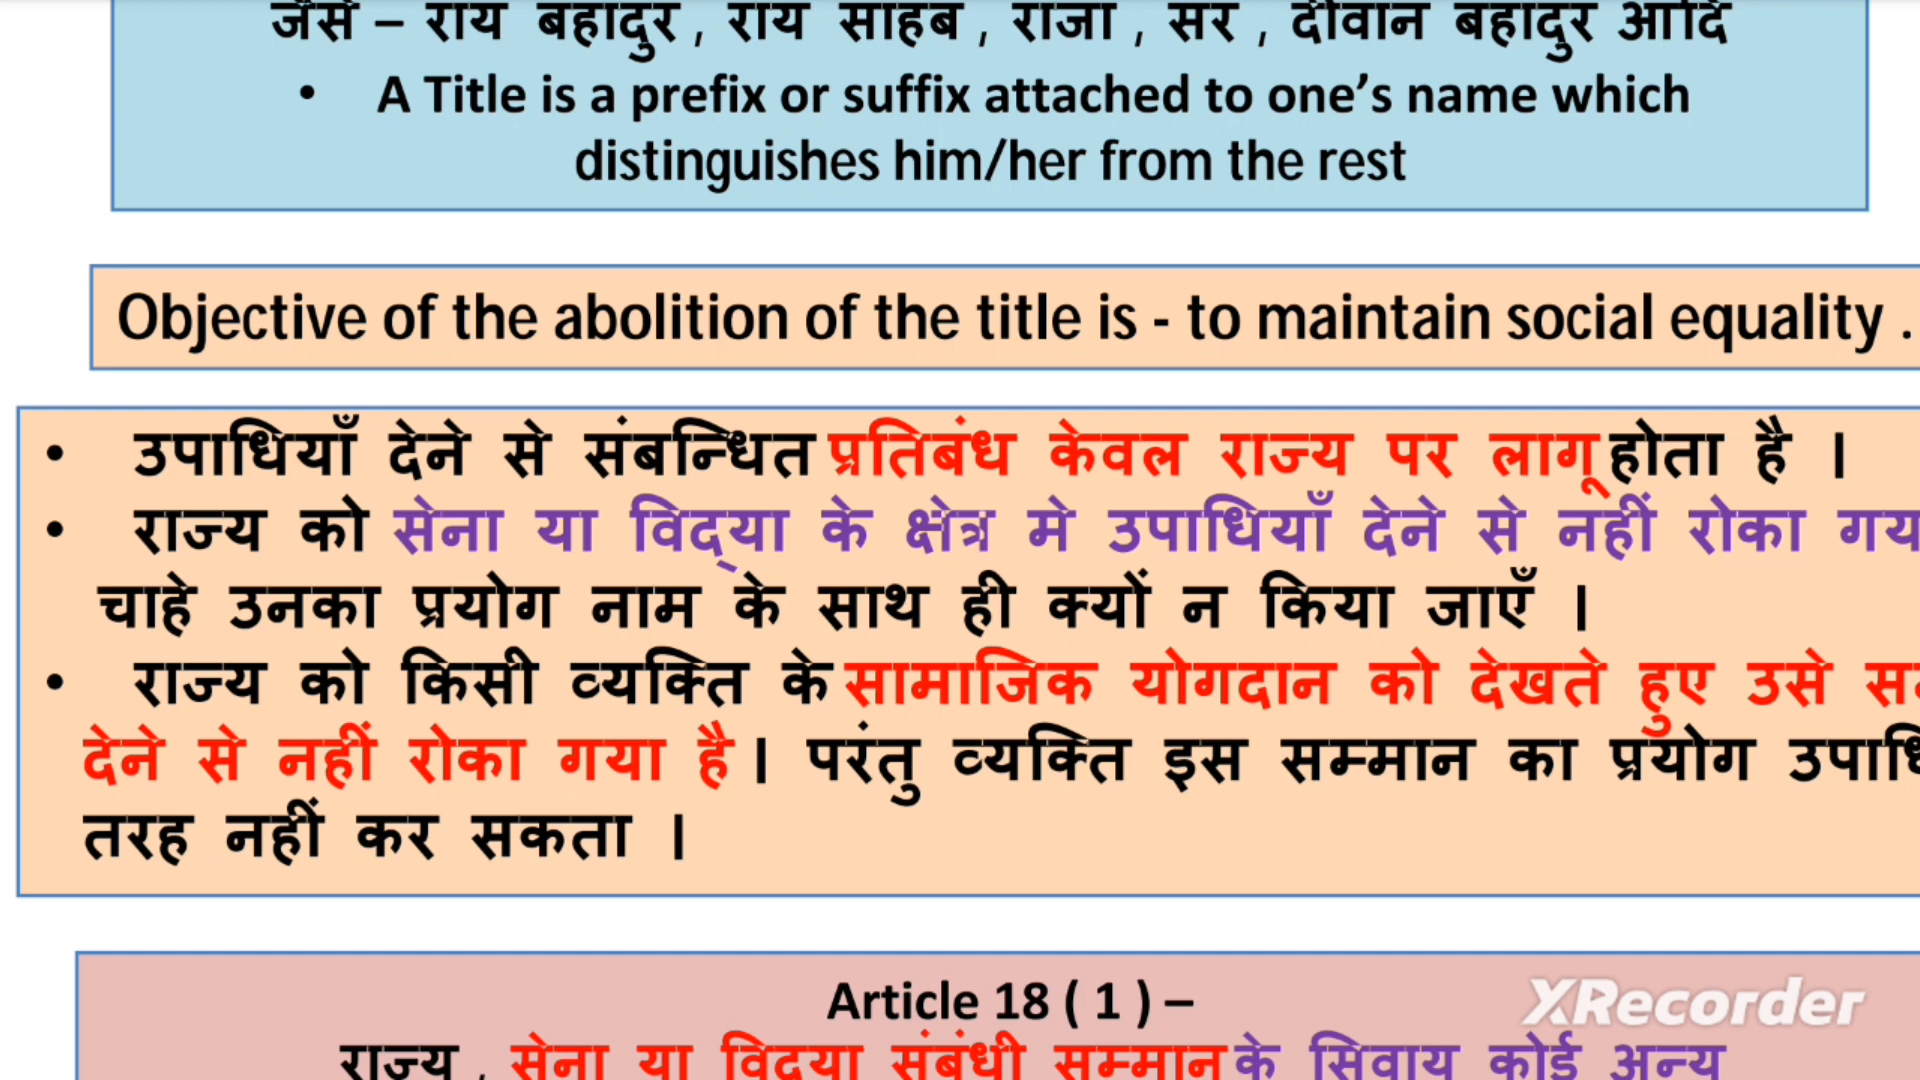 जैसे – राय बहादुर , राय साहब , राजा , सर , दीवान बहादुर आदि
• A Title is a prefix or suffix attached to one's name which
distinguishes him/her from the rest
Objective of the abolition of the title is - to maintain social equality .
• उपाधियाँ देने से संबन्धित प्रतिबंध केवल राज्य पर लागू होता है ।
• राज्य को सेना या विद्या के क्षेत्र मे उपाधियाँ देने से नहीं रोका
चाहे उनका प्रयोग नाम के साथ ही क्यों न किया जाएँ ।
• राज्य को किसी व्यक्ति के सामाजिक योगदान को देखते हुए उसे
देने से नहीं रोका गया है । परंतु व्यक्ति इस सम्मान का प्रयोग
तरह नहीं कर सकता ।
Article 18 ( 1 ) –
राज्य , सेना या विद्या संबंधी सम्मान के सिवाय कोई अन्य
XRecorder